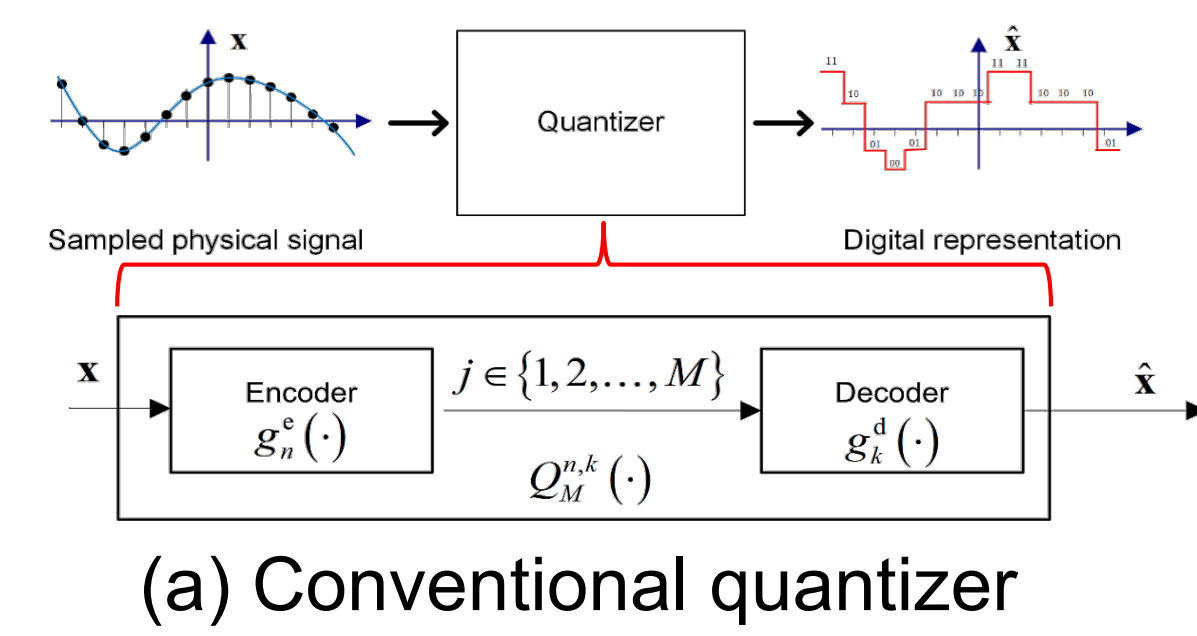 x
x̂
11
11 11
10
10 10 10
10 10 10
01
01
01
00
Quantizer
Sampled physical signal
Digital representation
x
Encoder
g_n^e(·)
j ∈ {1, 2, …, M}
Q_M^{n,k}(·)
Decoder
g_k^d(·)
x̂
(a) Conventional quantizer